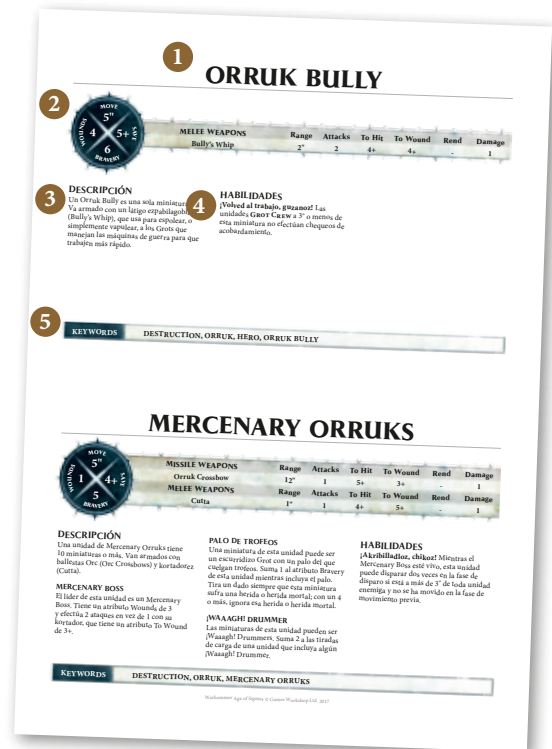 1
ORRUK BULLY
2
MOVE
5"
WOUNDS
4
5+
SAVE
6
BRAVERY
MELEE WEAPONS Range Attacks To Hit To Wound Rend Damage
Bully's Whip 2" 2 4+ 4+ - 1
3
DESCRIPCIÓN
Un Orruk Bully es una sola miniatura.
Va armado con un látigo
(Bully's Whip), que usa para espolear, o
simplemente vapulear, a los Grots que
manejan las máquinas de guerra para que
trabajen más rápido.
4
HABILIDADES
¡Volved al trabajo, guzanoz! Las
unidades GROT CREW a 3" o menos de
esta miniatura no efectúan chequeos de
acobardamiento.
5
KEYWORDS DESTRUCTION, ORRUK, HERO, ORRUK BULLY
MERCENARY ORRUKS
MOVE
5"
WOUNDS
1
4+
SAVE
5
BRAVERY
MISSILE WEAPONS Range Attacks To Hit To Wound Rend Damage
Orruk Crossbow 12" 1 5+ 3+ - 1
MELEE WEAPONS Range Attacks To Hit To Wound Rend Damage
Cutta 1" 1 4+ 5+ - 1
DESCRIPCIÓN
Una unidad de Mercenary Orruks tiene
10 miniaturas o más. Van armados con
ballestas Orc (Orc Crossbows) y kortadorez
(Cutta).
MERCENARY BOSS
El líder de esta unidad es un Mercenary
Boss. Tiene un atributo Wounds de 3
y efectúa 2 ataques en vez de 1 con su
kortador, que tiene un atributo To Wound
de 3+.
PALO DE TROFEOS
Una miniatura de esta unidad puede ser
un escurridizo Grot con un palo del que
cuelgan trofeos. Suma 1 al atributo Bravery
de esta unidad mientras incluya el palo.
Tira un dado siempre que esta miniatura
sufra una herida o herida mortal; con un 4
o más, ignora esa herida o herida mortal.
¡WAAAGH! DRUMMER
Las miniaturas de esta unidad pueden ser
¡Waaagh! Drummers. Suma 2 a las tiradas
de carga de una unidad que incluya algún
¡Waaagh! Drummer.
HABILIDADES
¡Akribilladloz, chikoz! Mientras el
Mercenary Boss esté vivo, esta unidad
puede disparar dos veces en la fase de
disparo si está a más de 3" de toda unidad
enemiga y no se ha movido en la fase de
movimiento previa.
KEYWORDS DESTRUCTION, ORRUK, MERCENARY ORRUKS
Warhammer Age of Sigmar © Games Workshop Ltd. 2017